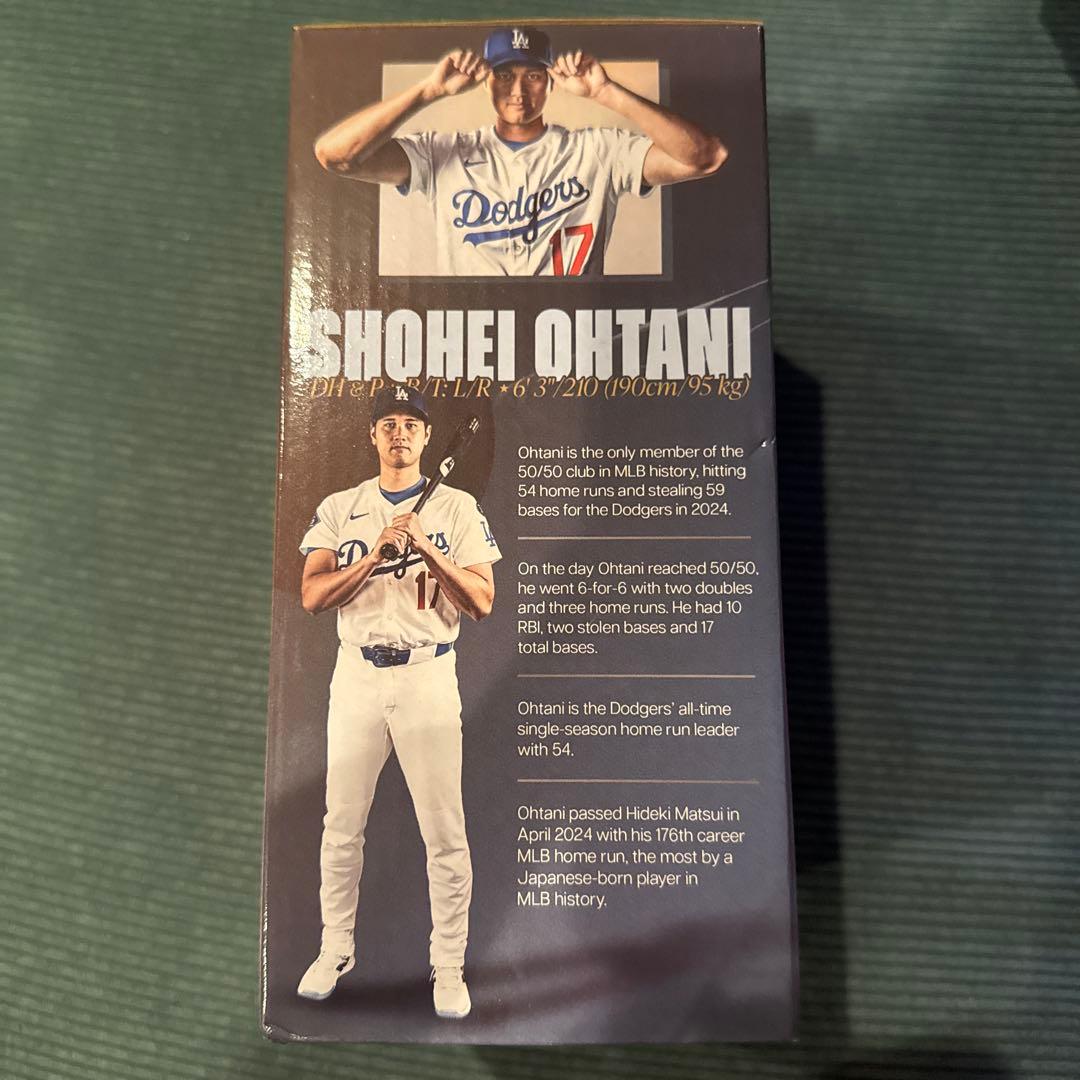 LA
Dodgers
17
SHOHEI OHTANI
DH & P ★ B/T: L/R ★ 6' 3"/210 (190cm/95 kg)
LA
Dodgers
LA
17
Ohtani is the only member of the
50/50 club in MLB history, hitting
54 home runs and stealing 59
bases for the Dodgers in 2024.
On the day Ohtani reached 50/50,
he went 6-for-6 with two doubles
and three home runs. He had 10
RBI, two stolen bases and 17
total bases.
Ohtani is the Dodgers' all-time
single-season home run leader
with 54.
Ohtani passed Hideki Matsui in
April 2024 with his 176th career
MLB home run, the most by a
Japanese-born player in
MLB history.